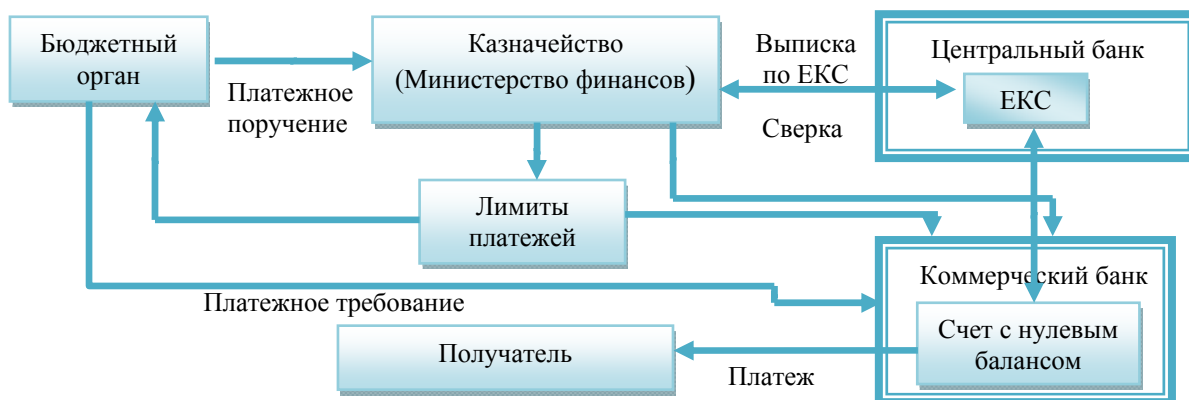 Бюджетный
орган
Платежное
поручение
Казначейство
(Министерство финансов)
Выписка
по ЕКС
Сверка
Центральный банк
ЕКС
Лимиты
платежей
Коммерческий банк
Платежное требование
Счет с нулевым
балансом
Получатель
Платеж